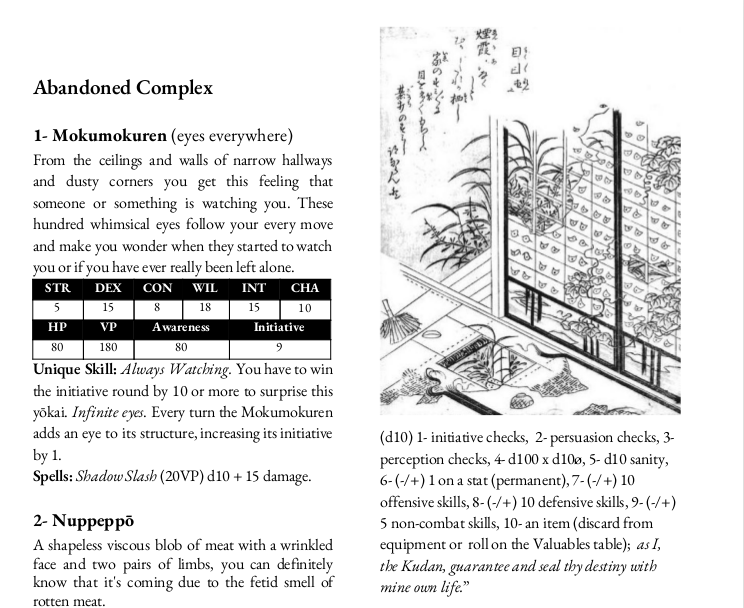 Abandoned Complex
1- Mokumokuren (eyes everywhere)
From the ceilings and walls of narrow hallways
and dusty corners you get this feeling that
someone or something is watching you. These
hundred whimsical eyes follow your every move
and make you wonder when they started to watch
you or if you have ever really been left alone.
STR DEX CON WIL INT CHA
5 15 8 18 15 10
HP VP Awareness Initiative
80 180 80 9
Unique Skill: Always Watching. You have to win
the initiative round by 10 or more to surprise this
yōkai. Infinite eyes. Every turn the Mokumokuren
adds an eye to its structure, increasing its initiative
by 1.
Spells: Shadow Slash (20VP) d10 + 15 damage.
2- Nuppeppō
A shapeless viscous blob of meat with a wrinkled
face and two pairs of limbs, you can definitely
know that it's coming due to the fetid smell of
rotten meat.
煙霞
(d10) 1- initiative checks, 2- persuasion checks, 3-
perception checks, 4- d100 x d10ø, 5- d10 sanity,
6- (-/+) 1 on a stat (permanent), 7- (-/+) 10
offensive skills, 8- (-/+) 10 defensive skills, 9- (-/+)
5 non-combat skills, 10- an item (discard from
equipment or roll on the Valuables table); as I,
the Kudan, guarantee and seal thy destiny with
mine own life.”